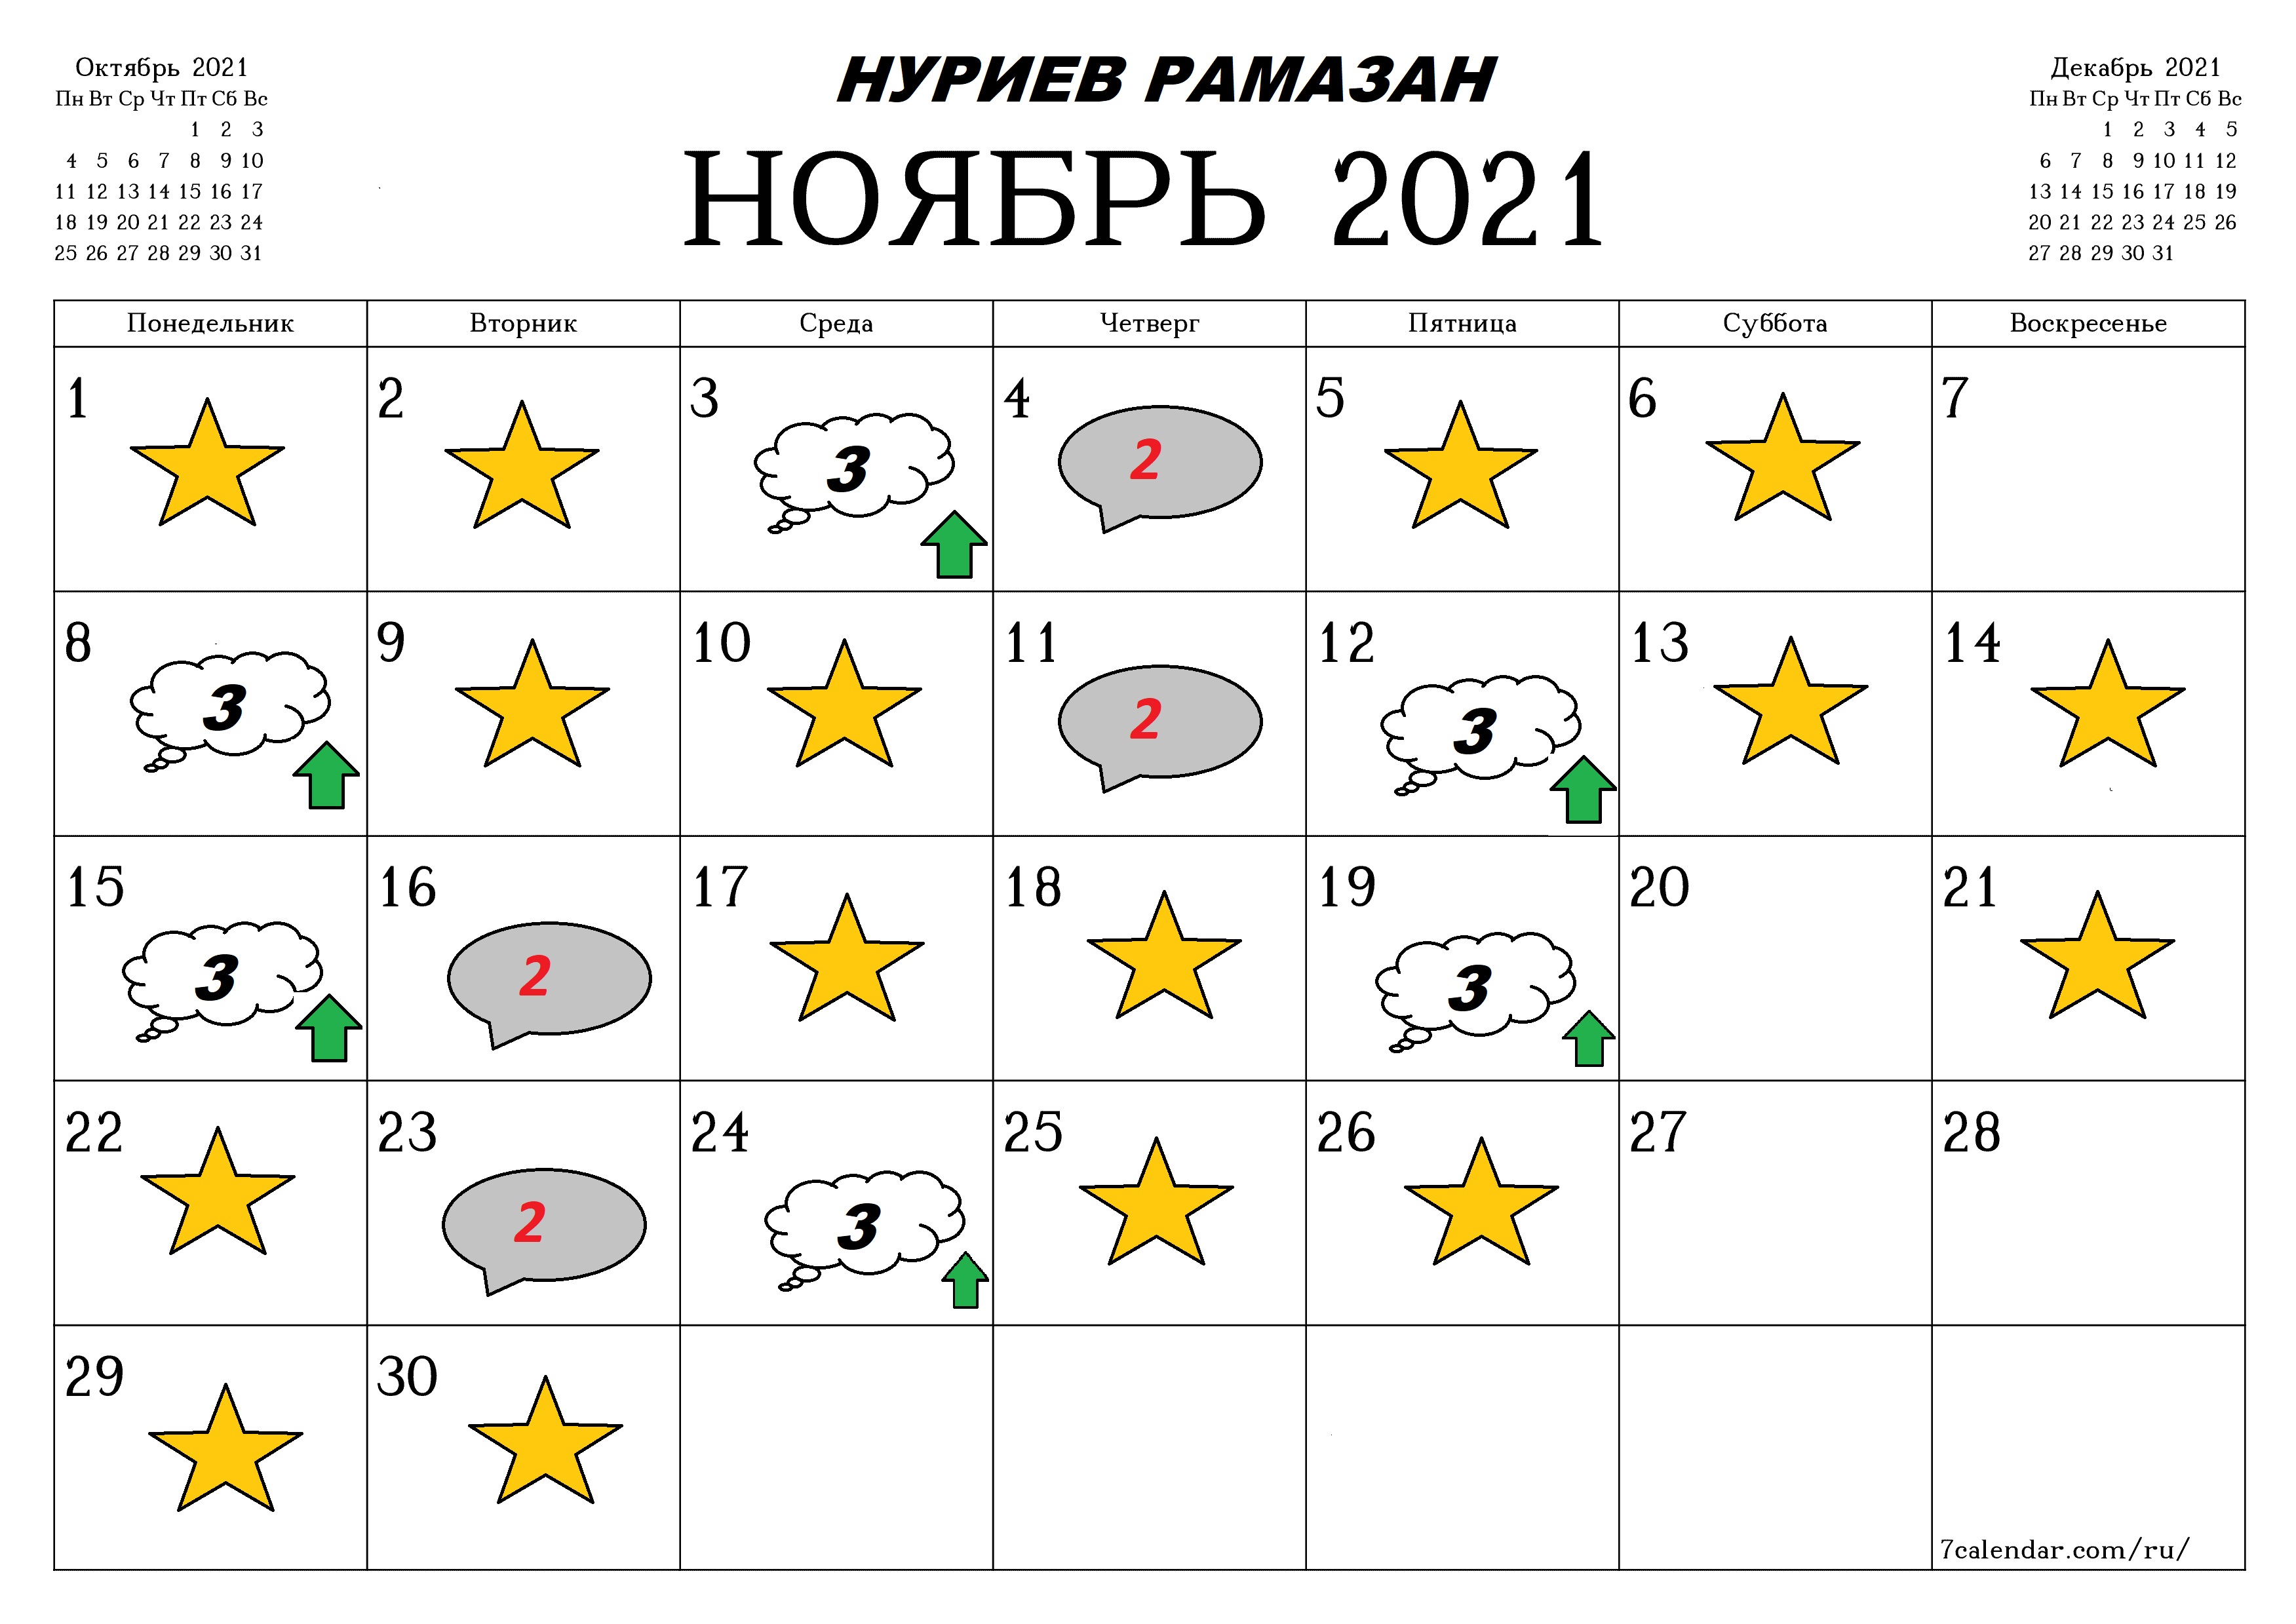 Октябрь 2021
Пн Вт Ср Чт Пт Сб Вс
1 2 3
4 5 6 7 8 9 10
11 12 13 14 15 16 17
18 19 20 21 22 23 24
25 26 27 28 29 30 31
НУРИЕВ РАМАЗАН
НОЯБРЬ 2021
Декабрь 2021
Пн Вт Ср Чт Пт Сб Вс
1 2 3 4 5
6 7 8 9 10 11 12
13 14 15 16 17 18 19
20 21 22 23 24 25 26
27 28 29 30 31
Понедельник Вторник Среда Четверг Пятница Суббота Воскресенье
1 2 3 4 5 6 7
3 2
8 9 10 11 12 13 14
3 2 3
15 16 17 18 19 20 21
3 2 3
22 23 24 25 26 27 28
2 3
29 30
7calendar.com/ru/